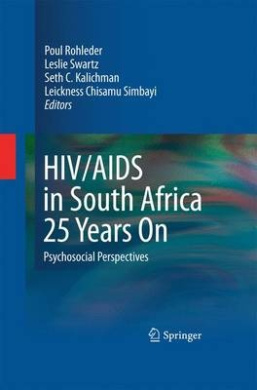 Poul Rohleder
Leslie Swartz
Seth C. Kalichman
Leickness Chisamu Simbayi
Editors
HIV/AIDS
in South Africa
25 Years On
Psychosocial Perspectives
Springer